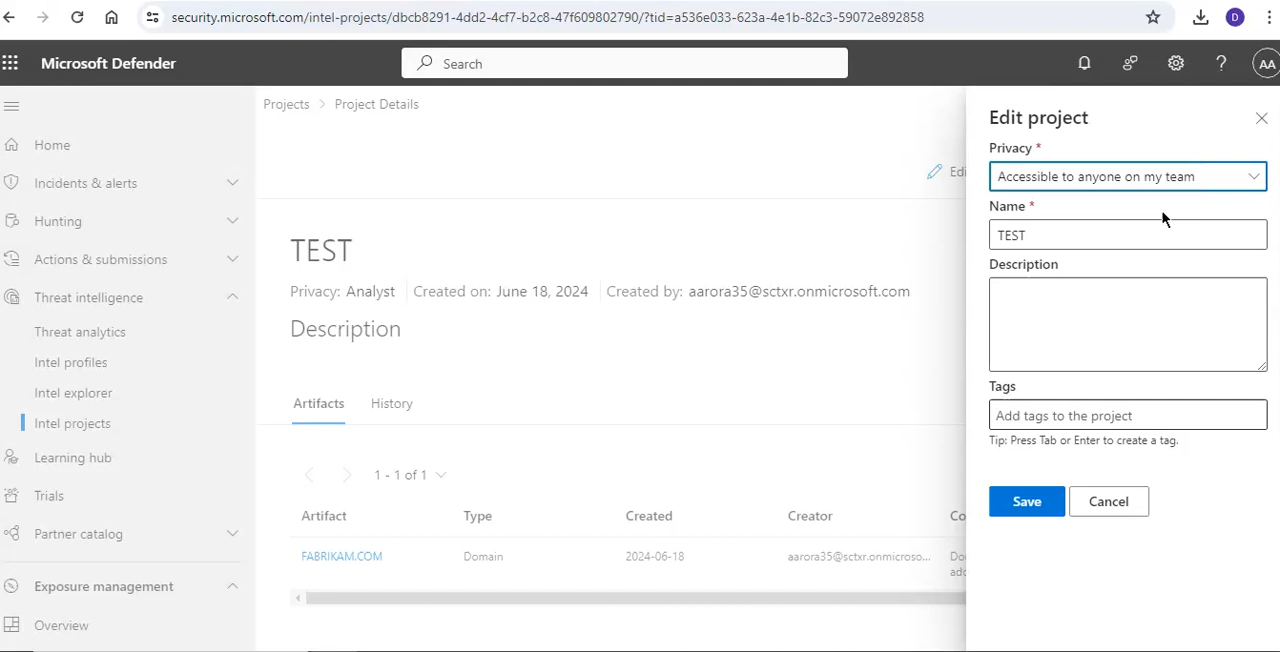 security.microsoft.com/intel-projects/dbcb8291-4dd2-4cf7-b2c8-47f609802790/?tid=a536e033-623a-4e1b-82c3-59072e892858
D
Microsoft Defender
Search
AA
Home
Incidents & alerts
Hunting
Actions & submissions
Threat intelligence
Threat analytics
Intel profiles
Intel explorer
Intel projects
Learning hub
Trials
Partner catalog
Exposure management
Overview
Projects > Project Details
Edi
TEST
Privacy: Analyst
Created on: June 18, 2024
Created by: aarora35@sctxr.onmicrosoft.com
Description
Artifacts
History
1 - 1 of 1
Artifact Type Created Creator Co
FABRIKAM.COM Domain 2024-06-18 aarora35@sctxr.onmicroso... Do
add
Edit project
Privacy *
Accessible to anyone on my team
Name *
TEST
Description
Tags
Add tags to the project
Tip: Press Tab or Enter to create a tag.
Save
Cancel